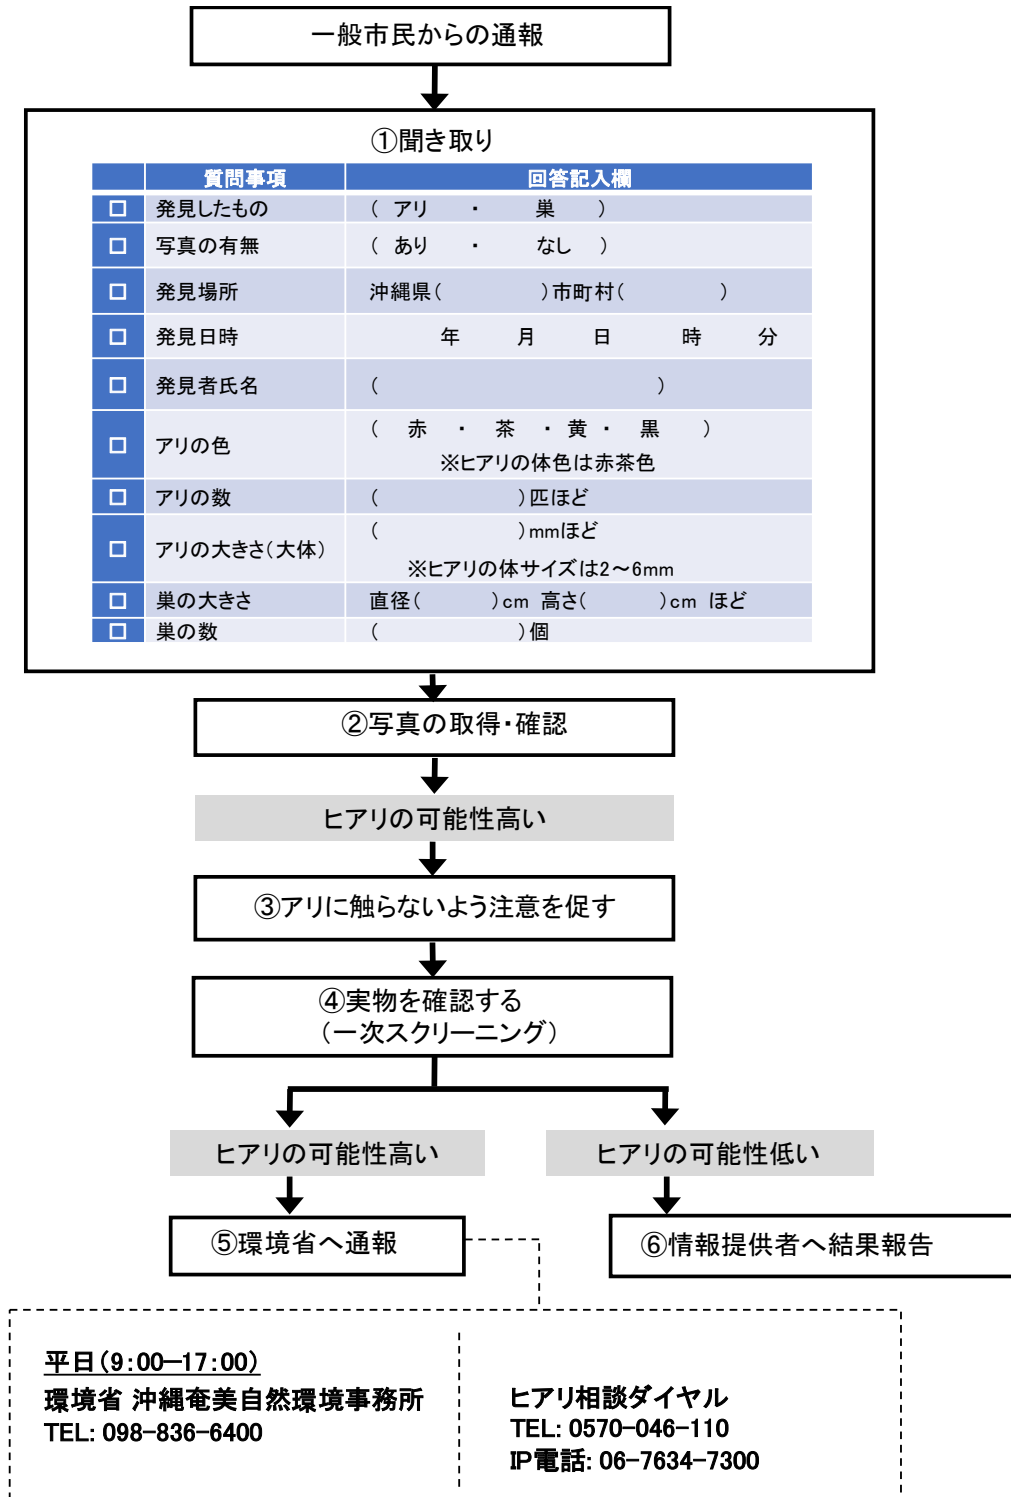 一般市民からの通報
①聞き取り
質問事項 回答記入欄
□ 発見したもの ( アリ ・ 巣 )
□ 写真の有無 ( あり ・ なし )
□ 発見場所 沖縄県( )市町村( )
□ 発見日時 年 月 日 時 分
□ 発見者氏名 ( )
□ アリの色 ( 赤 ・ 茶 ・ 黄 ・ 黒 )
※ヒアリの体色は赤茶色
□ アリの数 ( )匹ほど
□ アリの大きさ(大体) ( )mmほど
※ヒアリの体サイズは2～6mm
□ 巣の大きさ 直径( )cm 高さ( )cm ほど
□ 巣の数 ( )個
②写真の取得・確認
ヒアリの可能性高い
③アリに触らないよう注意を促す
④実物を確認する
(一次スクリーニング)
ヒアリの可能性高い
ヒアリの可能性低い
⑤環境省へ通報
⑥情報提供者へ結果報告
平日(9:00—17:00)
環境省 沖縄奄美自然環境事務所
TEL: 098-836-6400
ヒアリ相談ダイヤル
TEL: 0570-046-110
IP電話: 06-7634-7300